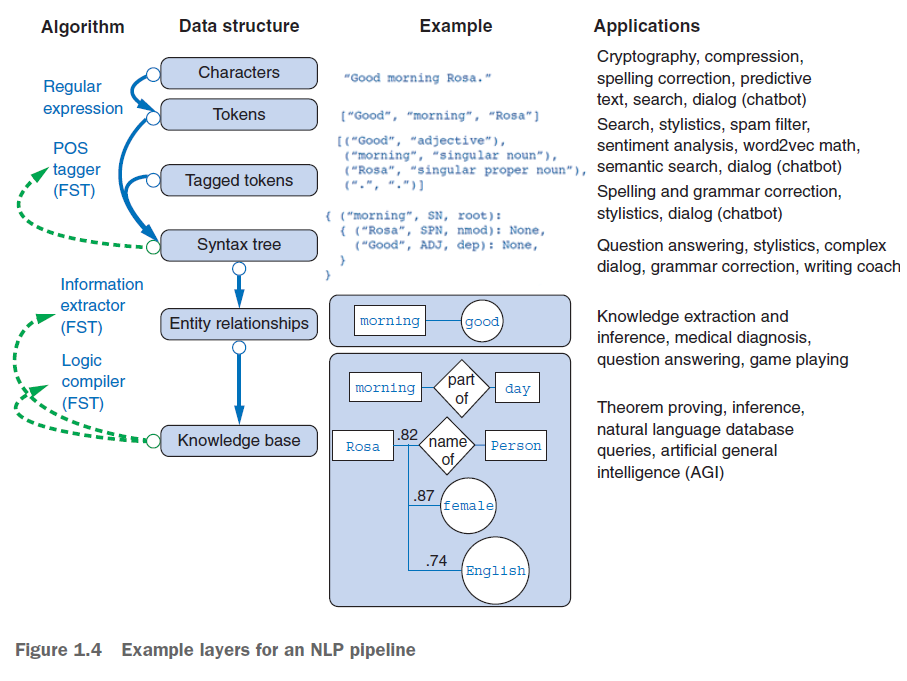 Algorithm
Data structure
Example
Applications
Regular
expression
POS
tagger
(FST)
Information
extractor
(FST)
Logic
compiler
(FST)
Characters
Tokens
Tagged tokens
Syntax tree
Entity relationships
Knowledge base
“Good morning Rosa.”
[“Good”, “morning”, “Rosa”]
[(“Good”, “adjective”),
(“morning”, “singular noun”),
(“Rosa”, “singular proper noun”),
(“.”, “.”)]
{ (“morning”, SN, root):
{ (“Rosa”, SPN, nmod): None,
(“Good”, ADJ, dep): None,
}
}
morning
good
morning
part
of
day
Rosa
.82
name
of
Person
.87
female
.74
English
Cryptography, compression,
spelling correction, predictive
text, search, dialog (chatbot)
Search, stylistics, spam filter,
sentiment analysis, word2vec math,
semantic search, dialog (chatbot)
Spelling and grammar correction,
stylistics, dialog (chatbot)
Question answering, stylistics, complex
dialog, grammar correction, writing coach
Knowledge extraction and
inference, medical diagnosis,
question answering, game playing
Theorem proving, inference,
natural language database
queries, artificial general
intelligence (AGI)
Figure 1.4 Example layers for an NLP pipeline